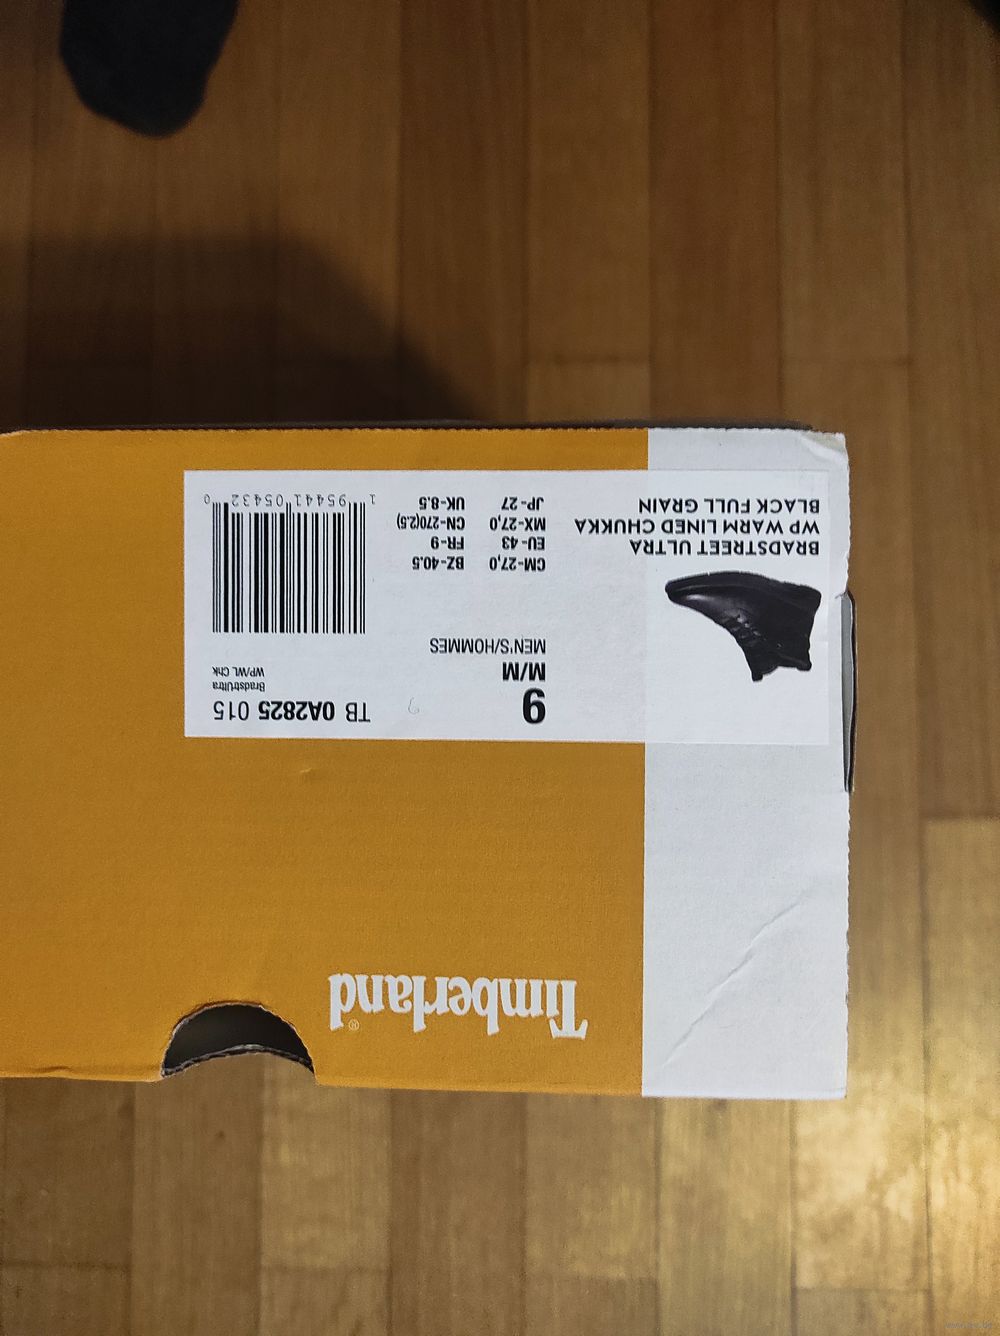 Timberland®
BRADSTREET ULTRA
WP WARM LINED CHUKKA
BLACK FULL GRAIN
9
M/M
MEN'S/HOMMES
CM-27,0 BZ-40.5
EU-43 FR-9
MX-27,0 CN-270(2.5)
JP-27 UK-8.5
TB 0A2825 015
BradstrUltra
WP/WL Chk
1 95441 05432 0